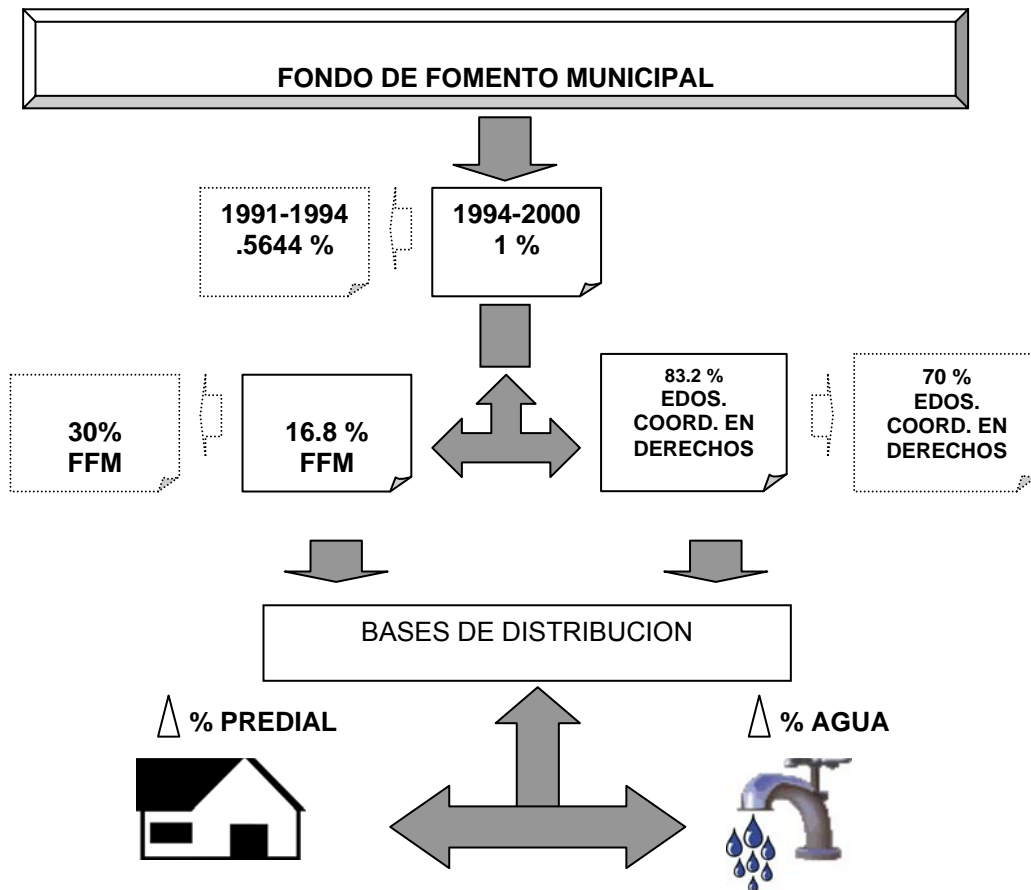 FONDO DE FOMENTO MUNICIPAL
1991-1994
.5644 %
1994-2000
1 %
30%
FFM
16.8 %
FFM
83.2 %
EDOS.
COORD. EN
DERECHOS
70 %
EDOS.
COORD. EN
DERECHOS
BASES DE DISTRIBUCION
% PREDIAL
% AGUA